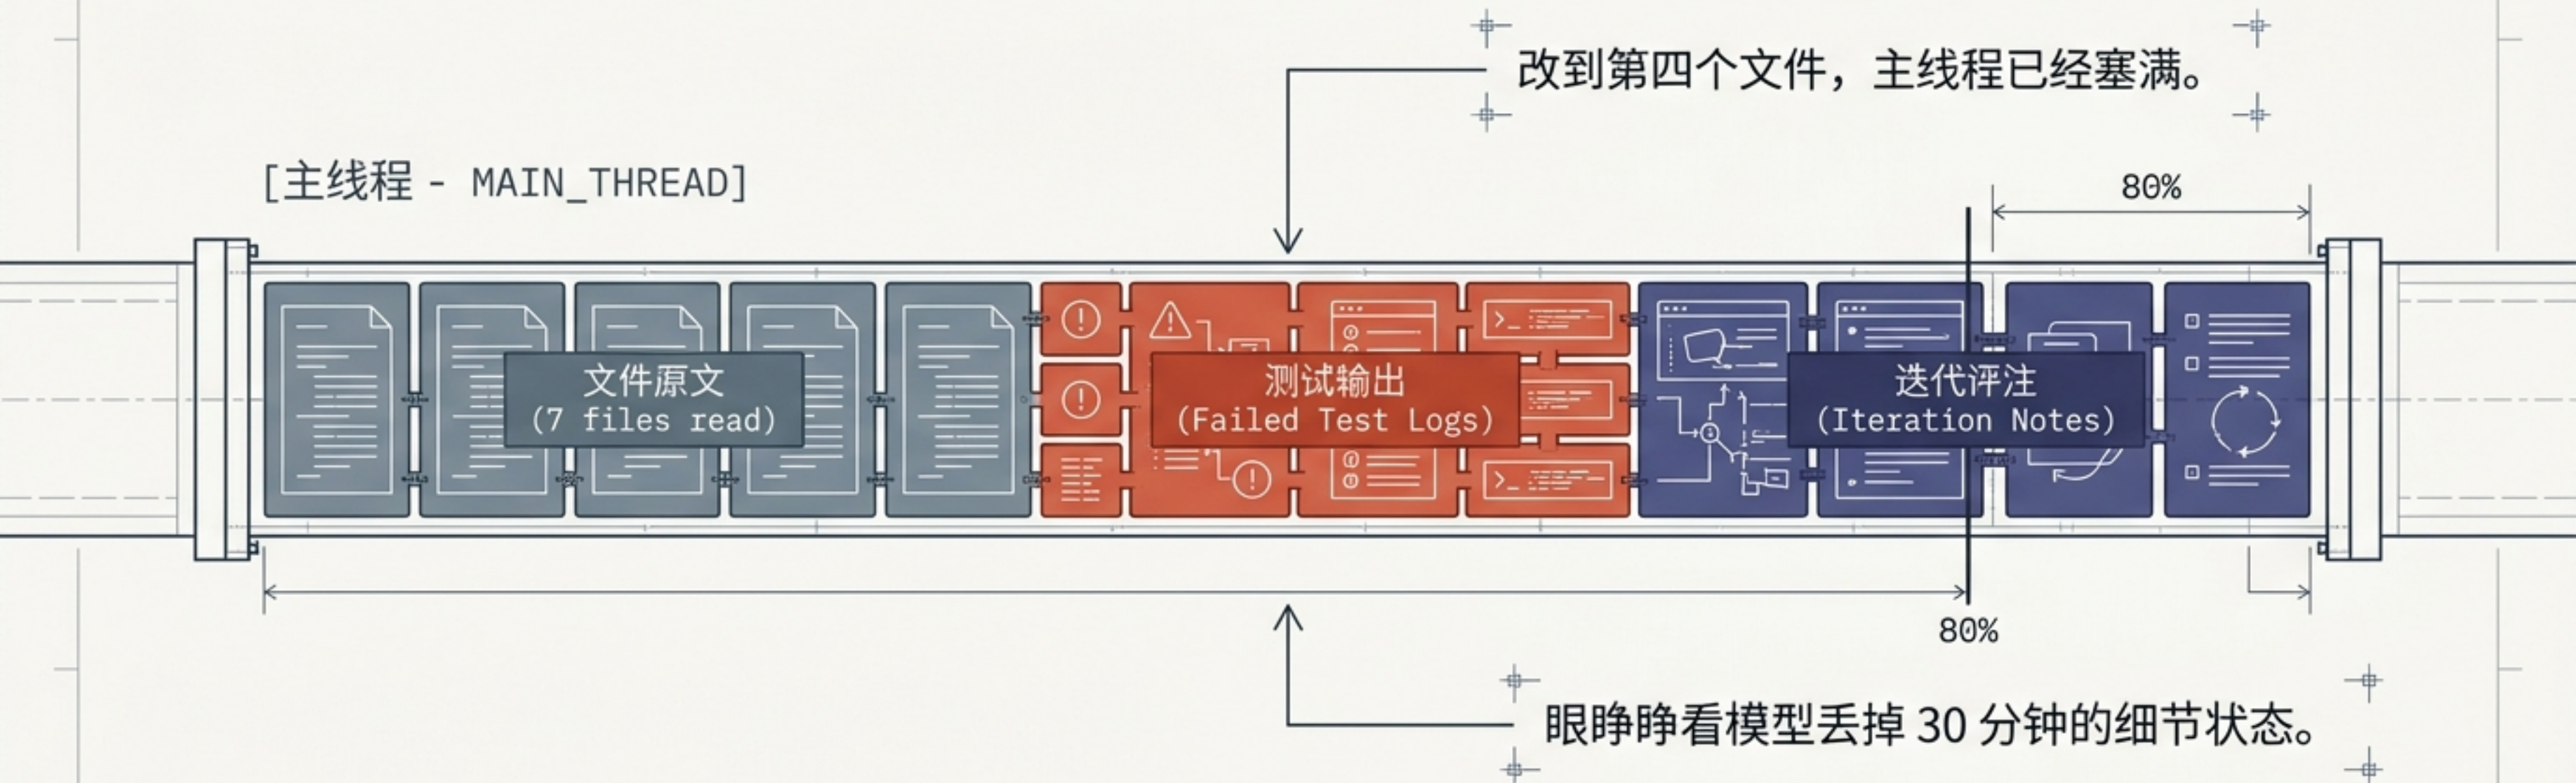 改到第四个文件，主线程已经塞满。
[主线程 - MAIN_THREAD]
80%
文件原文
(7 files read)
测试输出
(Failed Test Logs)
迭代评注
(Iteration Notes)
80%
眼睁睁看模型丢掉 30 分钟的细节状态。